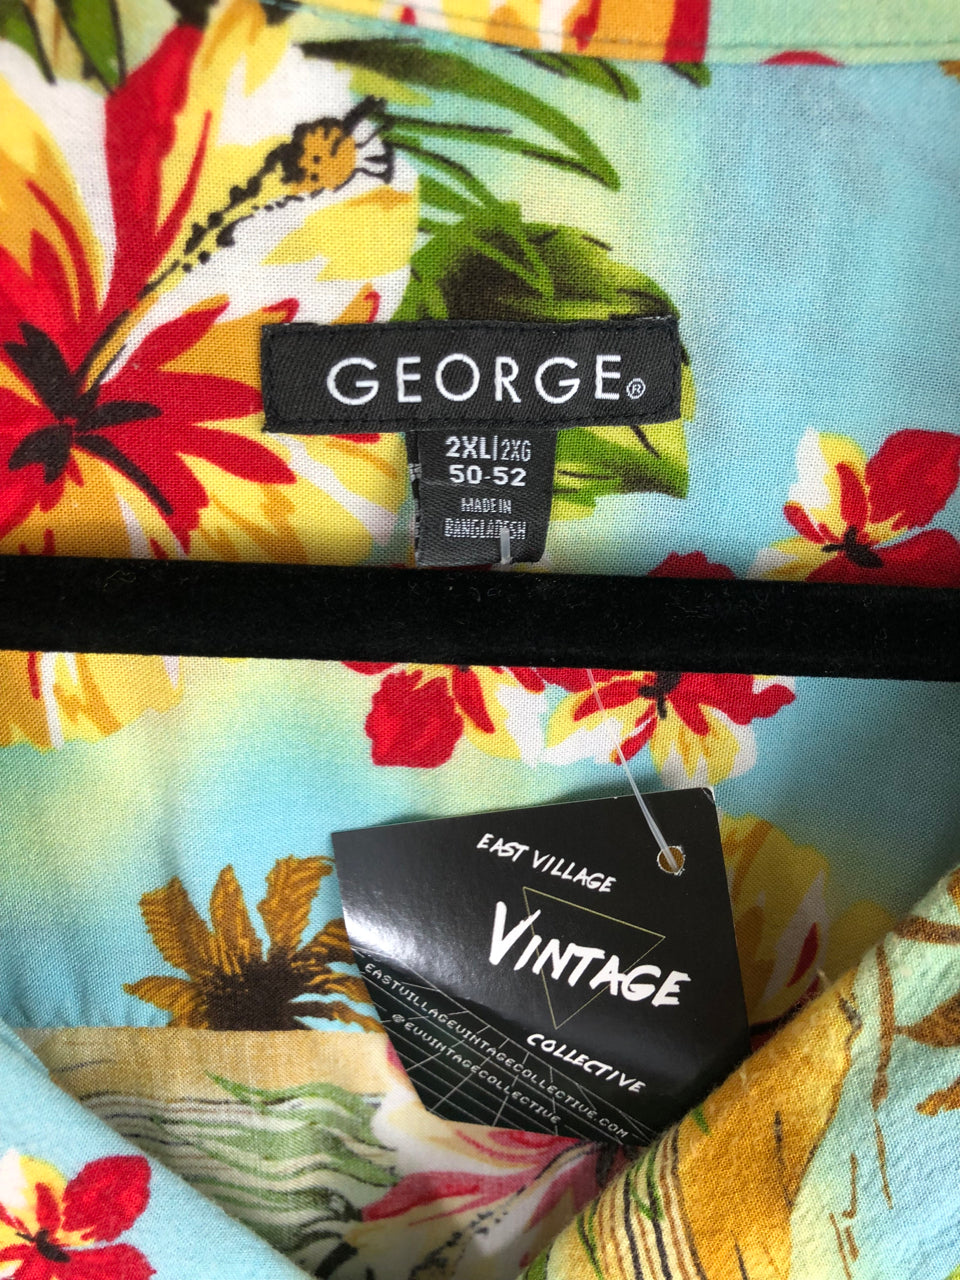 GEORGE®
2XL|2XG
50-52
MADE IN
BANGLADESH
EAST VILLAGE
VINTAGE
COLLECTIVE
EASTVILLAGEVINTAGECOLLECTIVE.COM
@EVVINTAGECOLLECTIVE